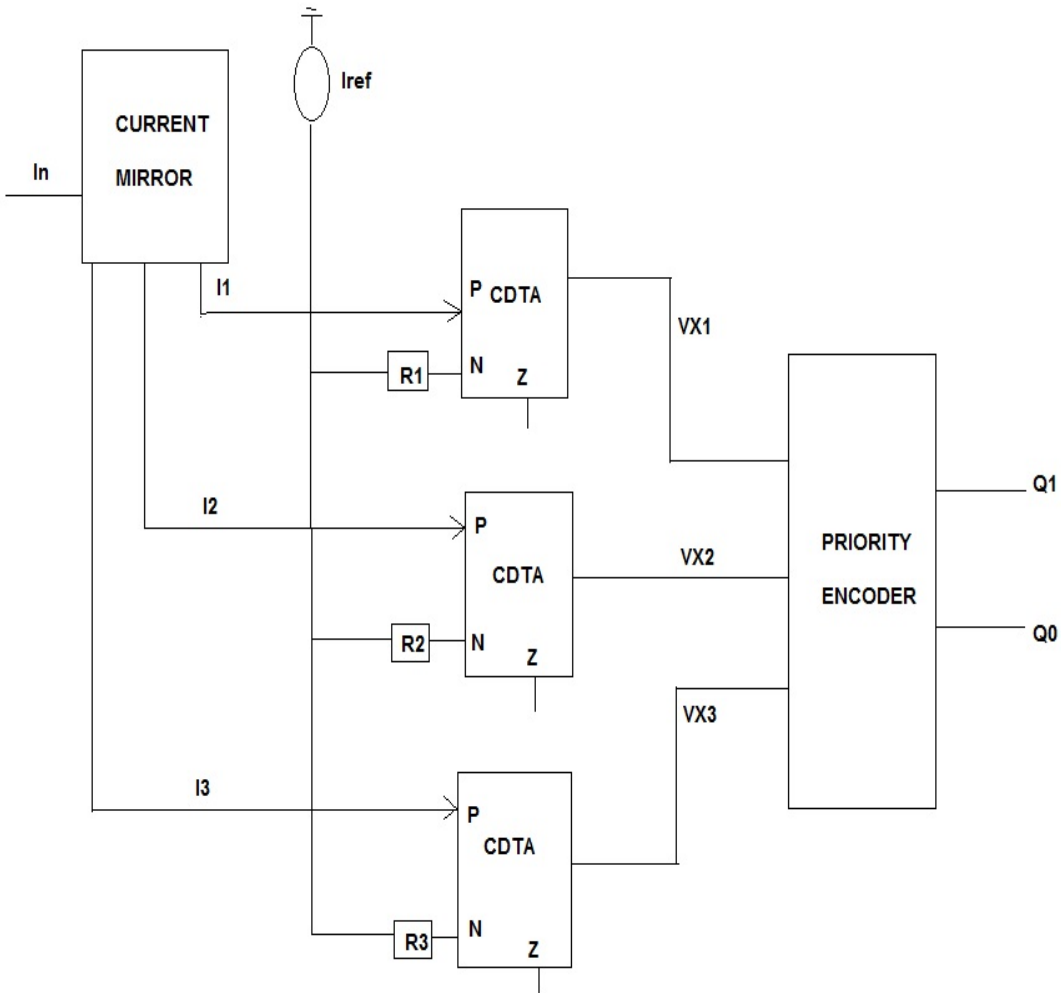 Iref
CURRENT
MIRROR
In
I1
P
CDTA
N
R1
Z
VX1
I2
P
CDTA
R2
N
Z
VX2
PRIORITY
ENCODER
Q1
Q0
VX3
I3
P
CDTA
R3
N
Z